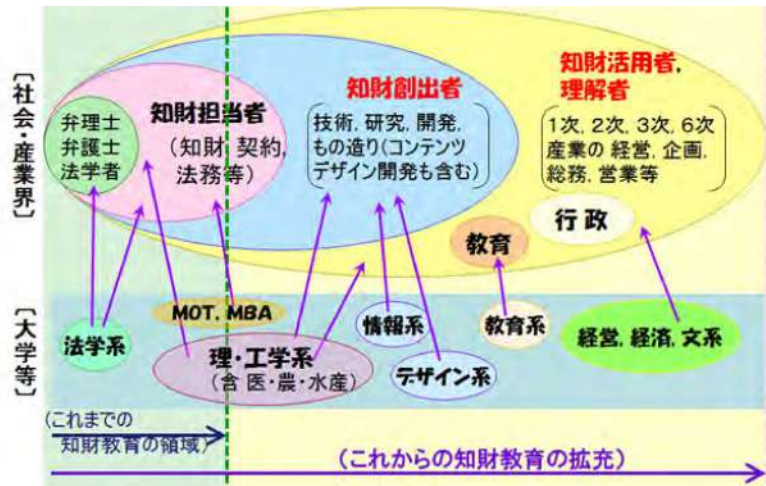 〔社会・産業界〕
弁理士
弁護士
法学者
知財担当者
(知財, 契約,
法務等)
知財創出者
技術, 研究, 開発,
もの造り(コンテンツ
デザイン開発も含む)
知財活用者,
理解者
1次, 2次, 3次, 6次
産業の 経営, 企画,
総務, 営業等
行政
教育
〔大学等〕
法学系
MOT, MBA
理・工学系
(含 医・農・水産)
情報系
デザイン系
教育系
経営, 経済, 文系
(これまでの
知財教育の領域)
(これからの知財教育の拡充)